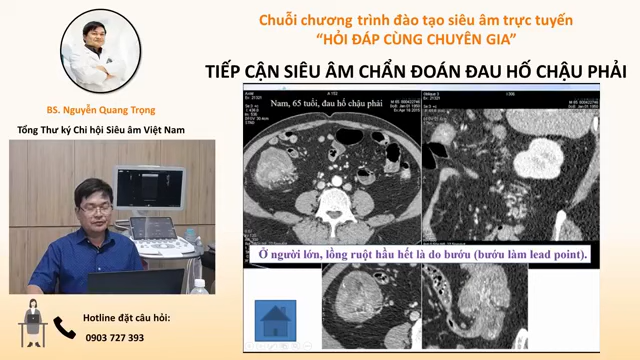 Chuỗi chương trình đào tạo siêu âm trực tuyến
“HỎI ĐÁP CÙNG CHUYÊN GIA”
TIẾP CẬN SIÊU ÂM CHẨN ĐOÁN ĐAU HỐ CHẬU PHẢI
BS. Nguyễn Quang Trọng
Tổng Thư ký Chi hội Siêu âm Việt Nam
Nam, 65 tuổi, đau hố chậu phải
Ở người lớn, lồng ruột hầu hết là do bướu (bướu làm lead point).
Hotline đặt câu hỏi:
0903 727 393